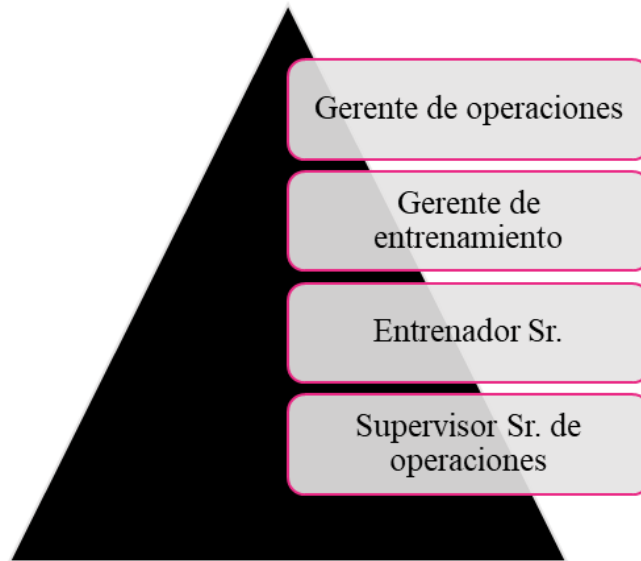 Gerente de operaciones
Gerente de
entrenamiento
Entrenador Sr.
Supervisor Sr. de
operaciones